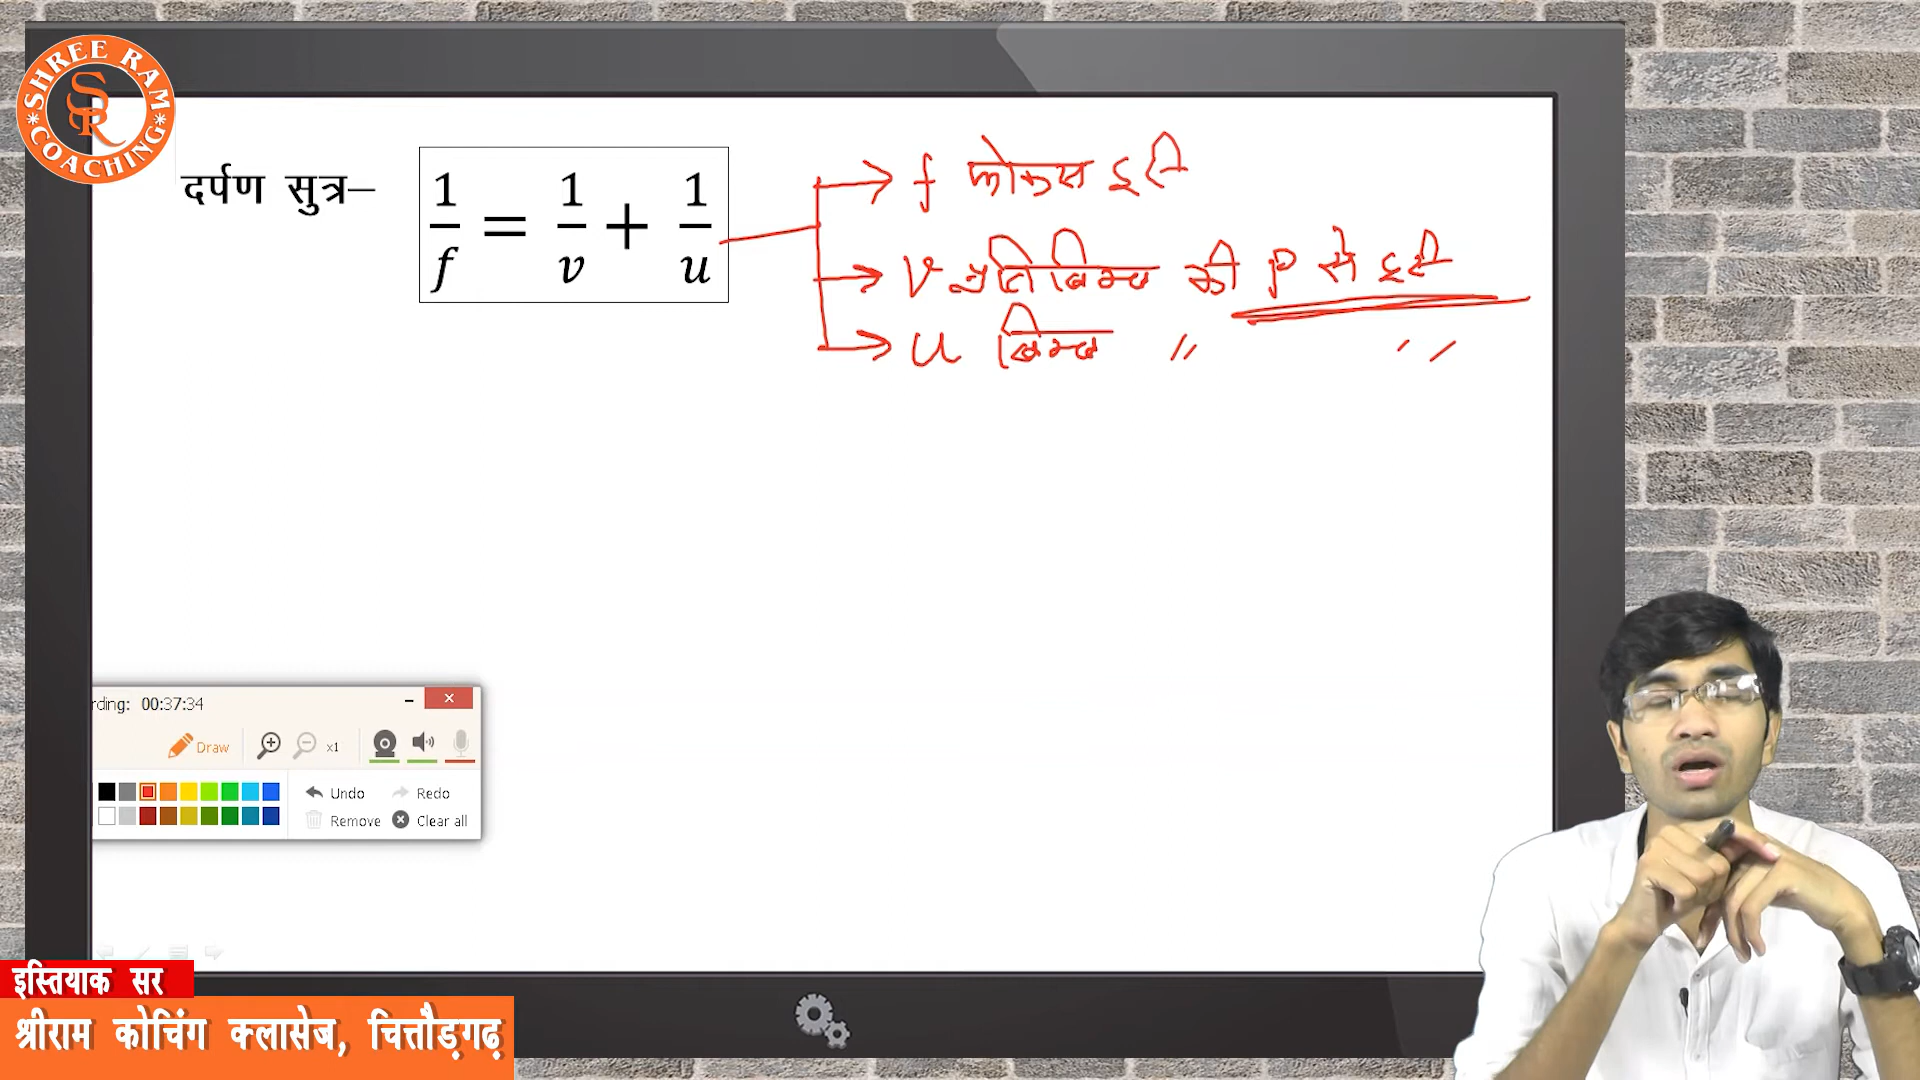 SHREE RAM
SR
COACHING
दर्पण सुत्र–
1/f = 1/v + 1/u
f फोकस दुरी
v प्रतिबिम्ब की P से दुरी
u बिम्ब " "
rding: 00:37:34
Draw
x1
Undo Redo
Remove Clear all
इस्तियाक सर
श्रीराम कोचिंग क्लासेज, चित्तौड़गढ़